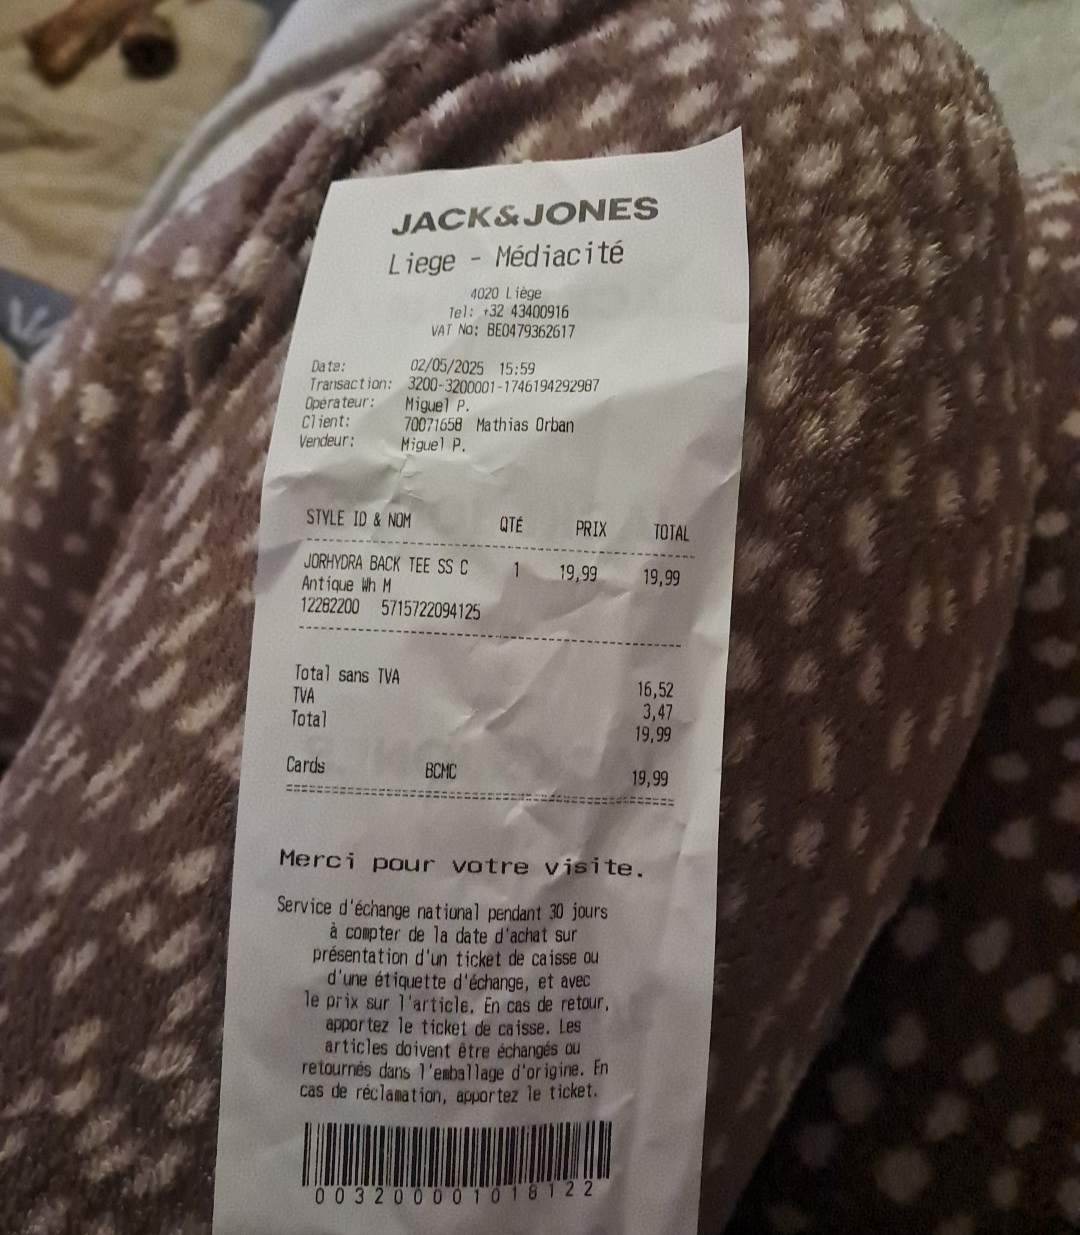 JACK&JONES
Liege - Médiacité
4020 Liège
Tel: +32 43400916
VAT No: BE0479362617
Date: 02/05/2025 15:59
Transaction: 3200-3200001-1746194292987
Opérateur: Miguel P.
Client: 70071658 Mathias Orban
Vendeur: Miguel P.
STYLE ID & NOM QTÉ PRIX TOTAL
JORHYDRA BACK TEE SS C 1 19,99 19,99
Antique Wh M
12282200 5715722094125
Total sans TVA 16,52
TVA 3,47
Total 19,99
Cards BCMC 19,99
Merci pour votre visite.
Service d'échange national pendant 30 jours
à compter de la date d'achat sur
présentation d'un ticket de caisse ou
d'une étiquette d'échange, et avec
le prix sur l'article. En cas de retour,
apportez le ticket de caisse. Les
articles doivent être échangés ou
retournés dans l'emballage d'origine. En
cas de réclamation, apportez le ticket.
0032000001018122